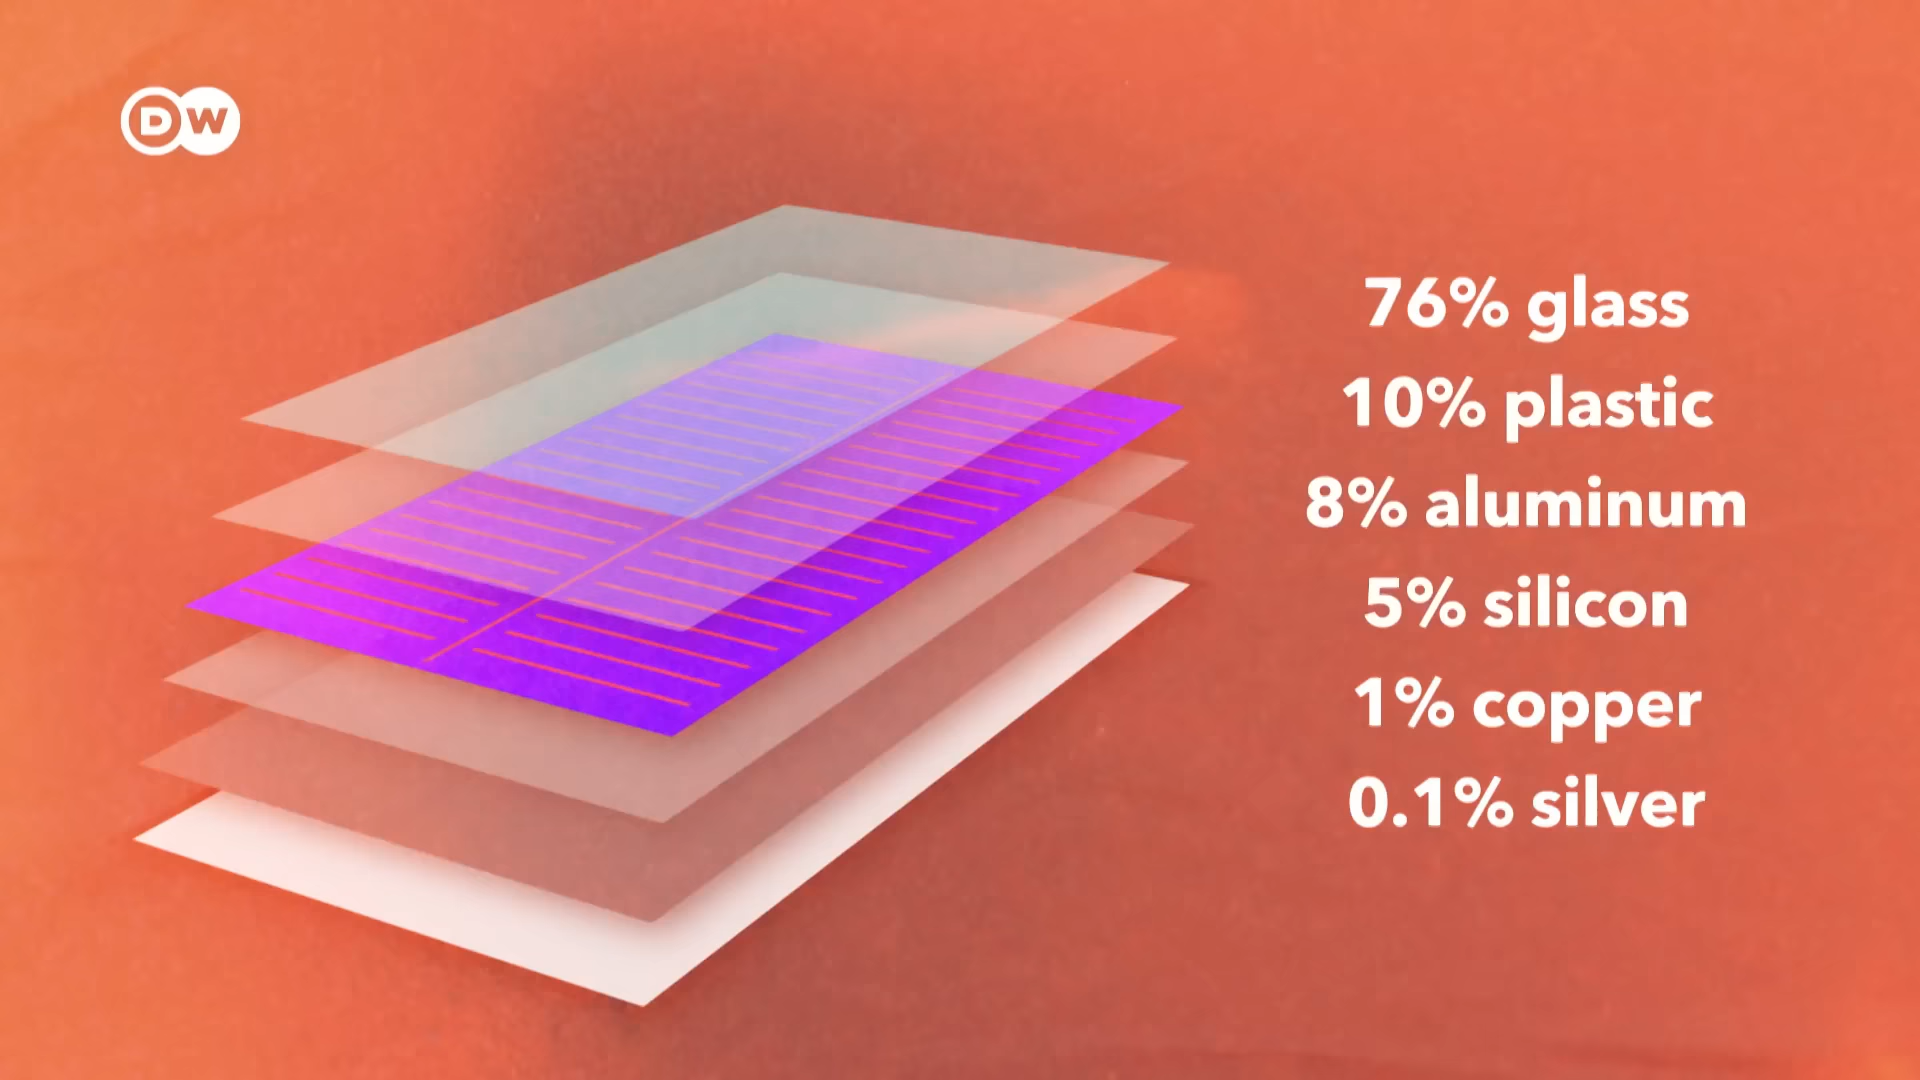 DW
76% glass
10% plastic
8% aluminum
5% silicon
1% copper
0.1% silver